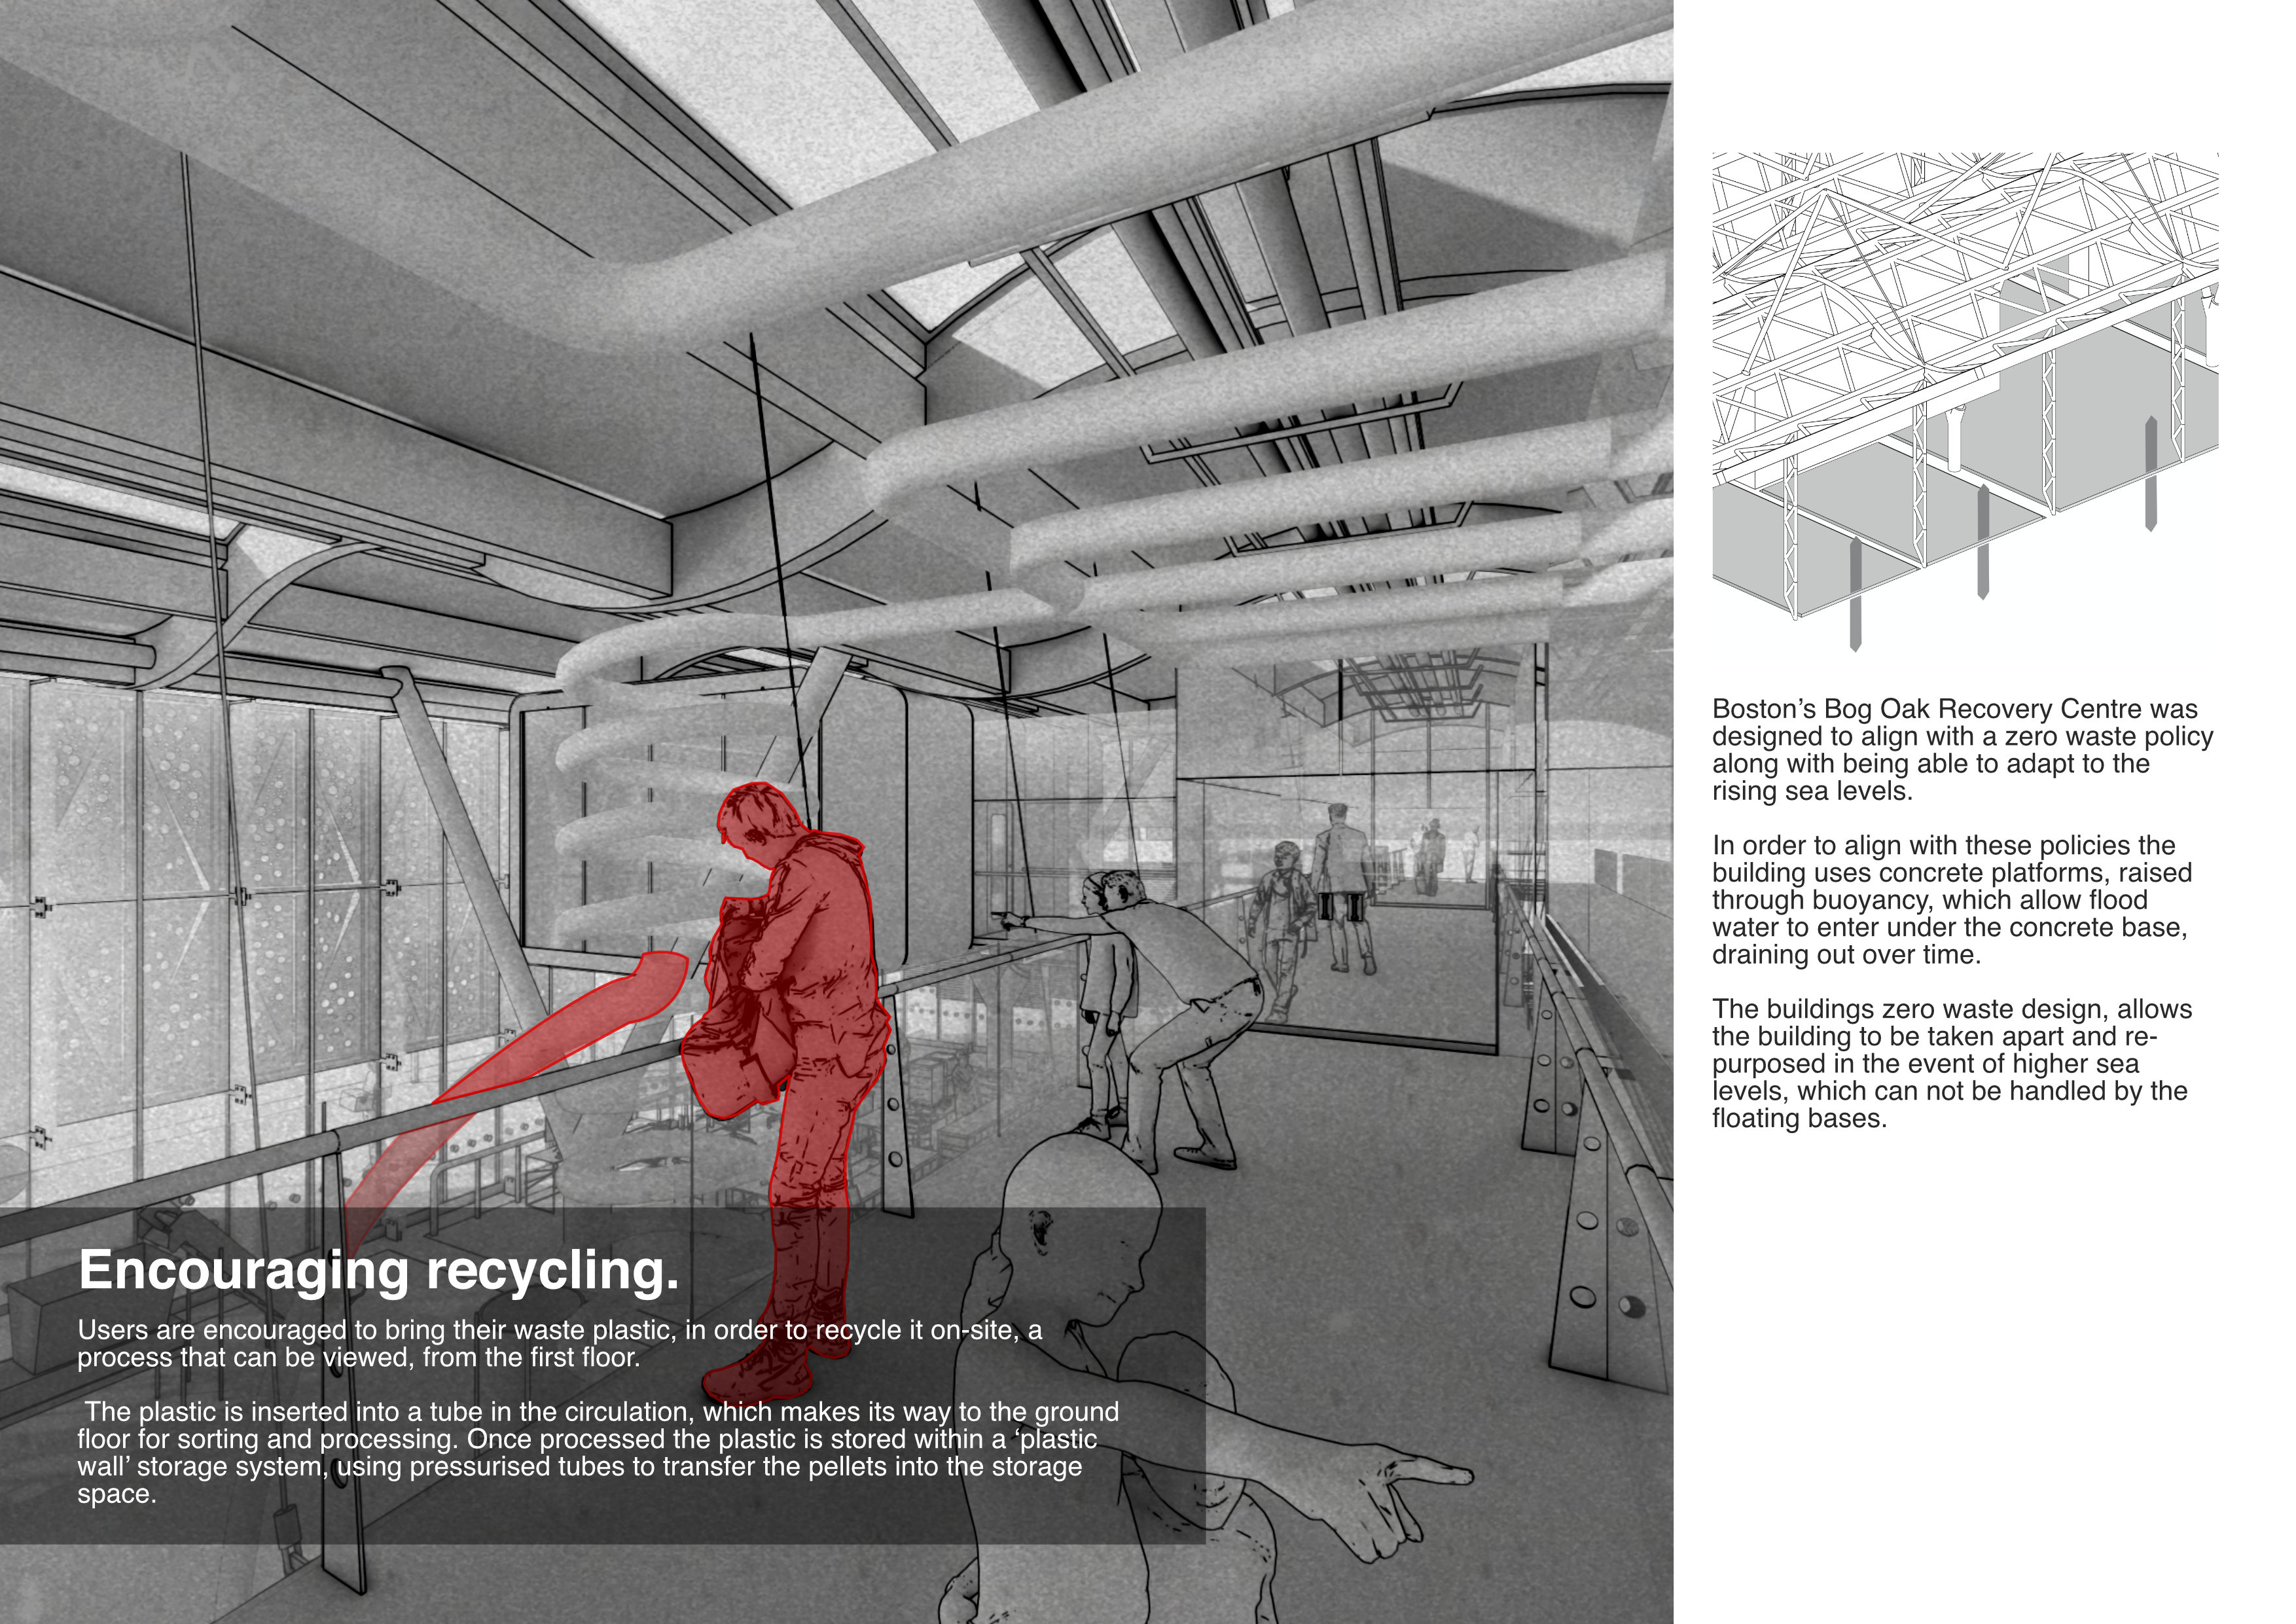 Encouraging recycling.
Users are encouraged to bring their waste plastic, in order to recycle it on-site, a
process that can be viewed, from the first floor.
The plastic is inserted into a tube in the circulation, which makes its way to the ground
floor for sorting and processing. Once processed the plastic is stored within a ‘plastic
wall’ storage system, using pressurised tubes to transfer the pellets into the storage
space.
Boston’s Bog Oak Recovery Centre was
designed to align with a zero waste policy
along with being able to adapt to the
rising sea levels.
In order to align with these policies the
building uses concrete platforms, raised
through buoyancy, which allow flood
water to enter under the concrete base,
draining out over time.
The buildings zero waste design, allows
the building to be taken apart and re-
purposed in the event of higher sea
levels, which can not be handled by the
floating bases.